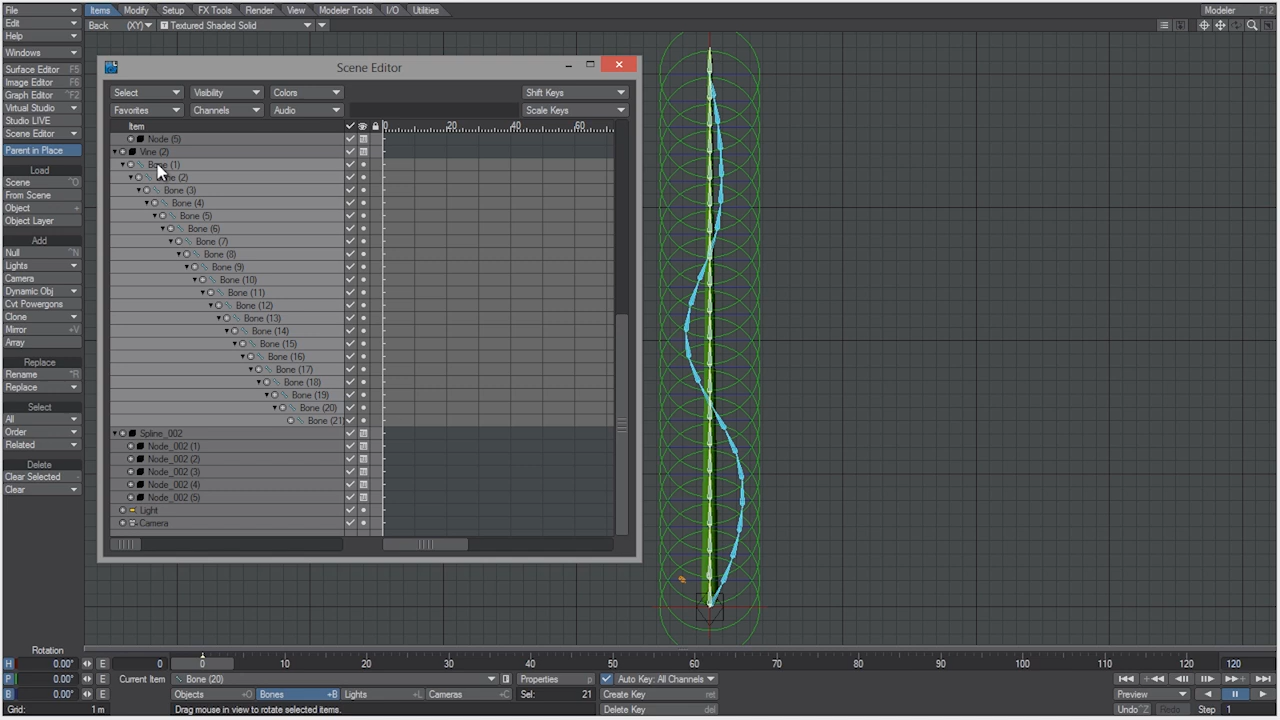 File Items Modify Setup FX Tools Render View Modeler Tools I/O Utilities Modeler F12
Edit Back (XY) T Textured Shaded Solid
Help
Windows
Surface Editor F5
Image Editor F6
Graph Editor ^F2
Virtual Studio
Studio LIVE
Scene Editor
Parent in Place
Load
Scene ^O
From Scene
Object +
Object Layer
Add
Null ^N
Lights
Camera
Dynamic Obj
Cvt Powergons
Clone
Mirror +V
Array
Replace
Rename ^R
Replace
Select
All
Order
Related
Delete
Clear Selected -
Clear
Scene Editor
Select Visibility Colors Shift Keys
Favorites Channels Audio Scale Keys
Item 0 20 40 60
Node (5)
Vine (2)
Bone (1)
(2)
Bone (3)
Bone (4)
Bone (5)
Bone (6)
Bone (7)
Bone (8)
Bone (9)
Bone (10)
Bone (11)
Bone (12)
Bone (13)
Bone (14)
Bone (15)
Bone (16)
Bone (17)
Bone (18)
Bone (19)
Bone (20)
Bone (21
Spline_002
Node_002 (1)
Node_002 (2)
Node_002 (3)
Node_002 (4)
Node_002 (5)
Light
Camera
Rotation
H 0.00° E 0 0 10 20 30 40 50 60 70 80 90 100 110 120 120
P 0.00° E Current Item Bone (20) Properties p Auto Key: All Channels
B 0.00° E Objects +O Bones +B Lights +L Cameras +C Sel: 21 Create Key ret Preview
Grid: 1 m Drag mouse in view to rotate selected items. Delete Key del Undo ^Z Redo Step 1